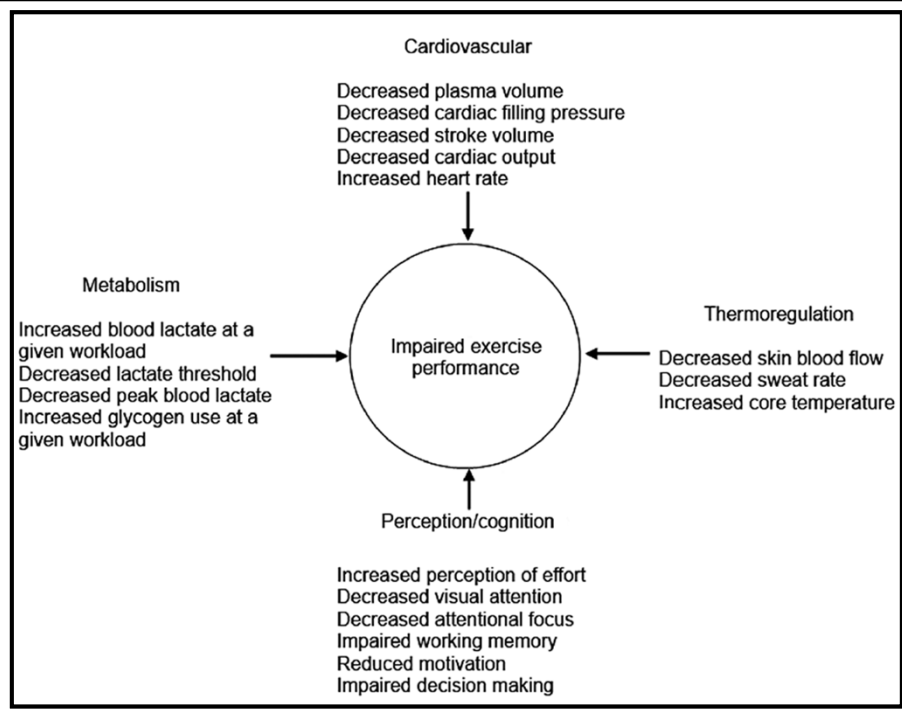 Cardiovascular
Decreased plasma volume
Decreased cardiac filling pressure
Decreased stroke volume
Decreased cardiac output
Increased heart rate
Metabolism
Increased blood lactate at a
given workload
Decreased lactate threshold
Decreased peak blood lactate
Increased glycogen use at a
given workload
Impaired exercise
performance
Thermoregulation
Decreased skin blood flow
Decreased sweat rate
Increased core temperature
Perception/cognition
Increased perception of effort
Decreased visual attention
Decreased attentional focus
Impaired working memory
Reduced motivation
Impaired decision making